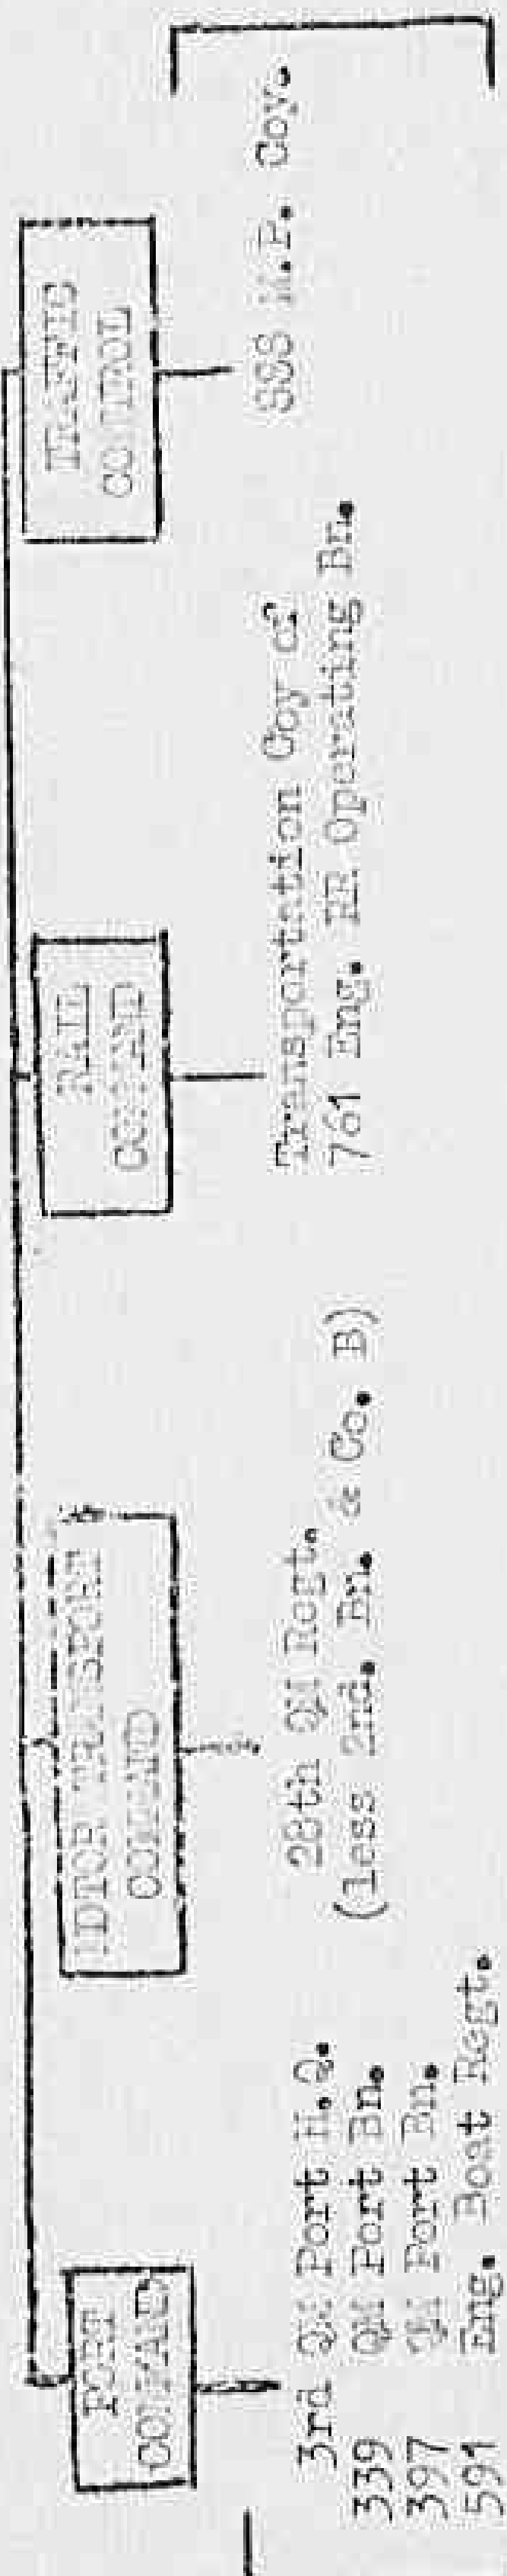 PORT
COMMAND
3rd QM Port H.Q.
339 QM Port Bn.
397 QM Port Bn.
591 Eng. Boat Regt.
MOTOR TRANSPORT
COMMAND
28th QM Regt.
(less 2nd. Bn. & Co. B)
RAIL
COMMAND
Transportation Coy of
761 Eng. RR Operating Bn.
TRAFFIC
CONTROL
M.P. Coy.